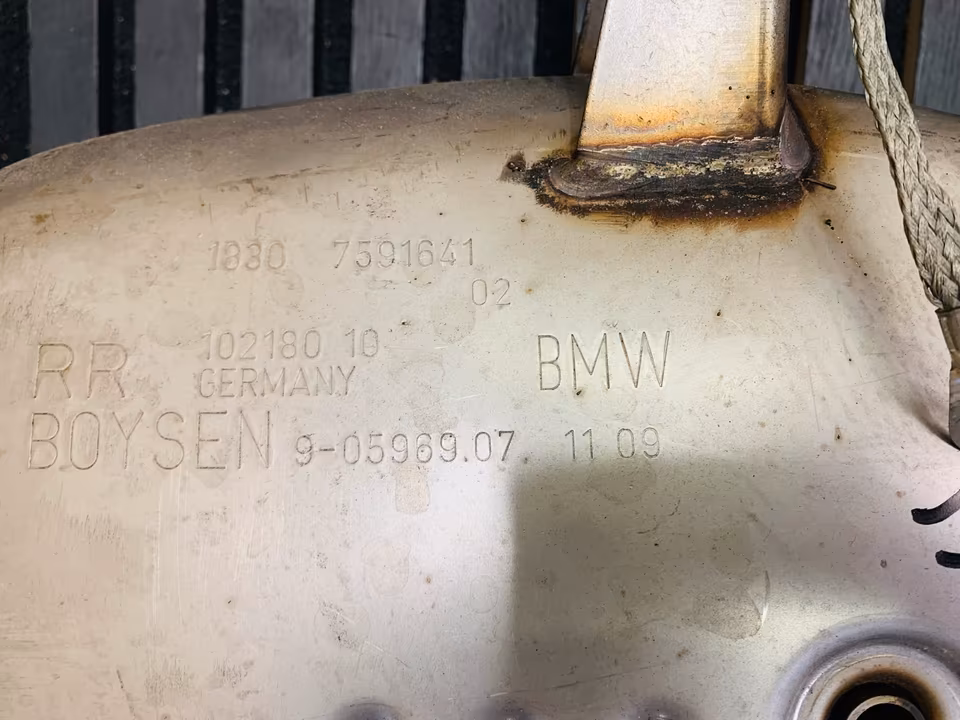 1830 7591641
02
RR 102180 10 BMW
GERMANY
BOYSEN 9-05969.07 11 09